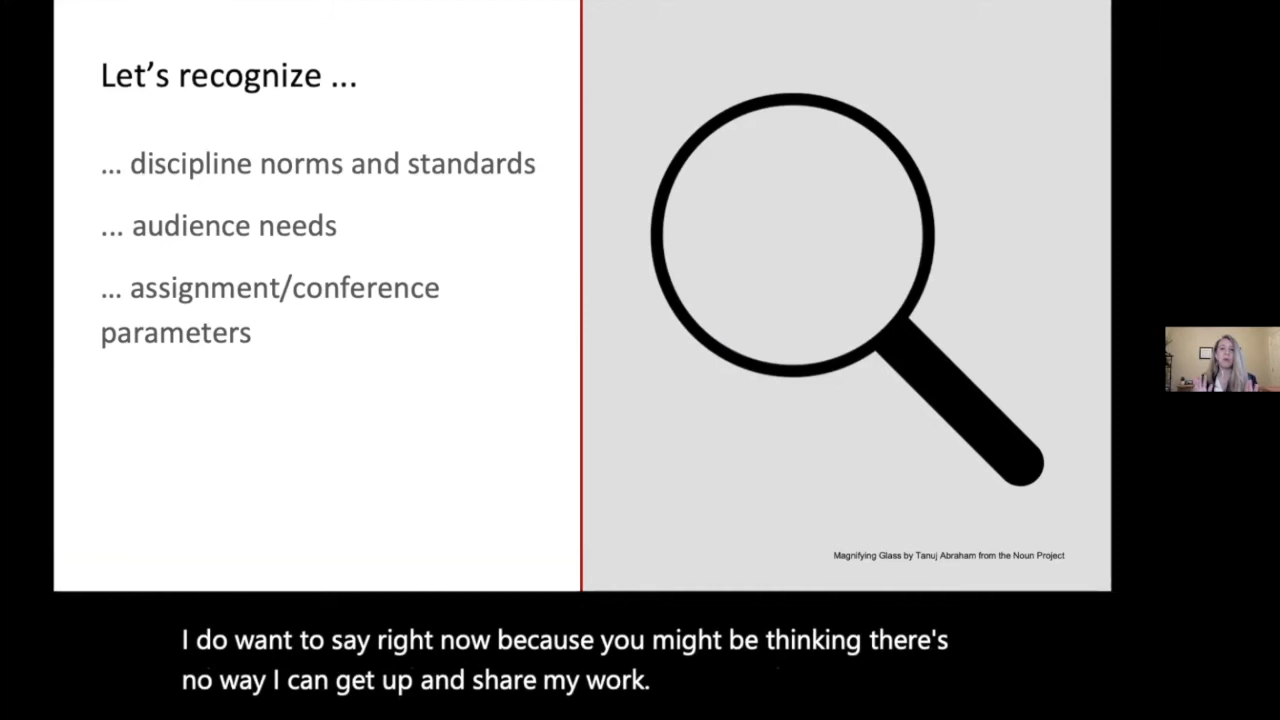 Let’s recognize ...
... discipline norms and standards
... audience needs
... assignment/conference
parameters
Magnifying Glass by Tanuj Abraham from the Noun Project
I do want to say right now because you might be thinking there's
no way I can get up and share my work.